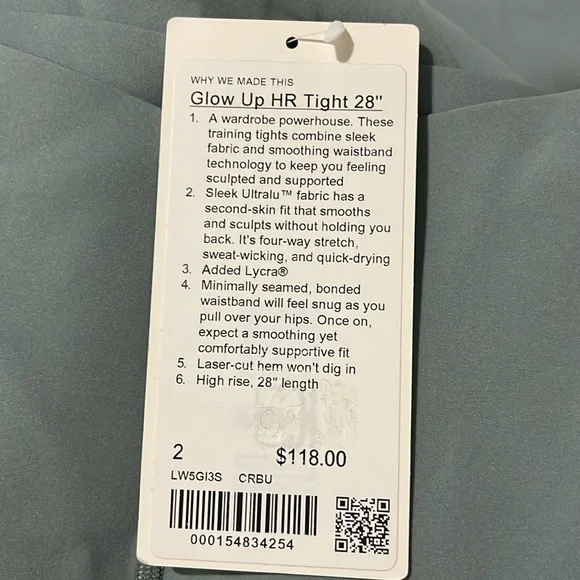 WHY WE MADE THIS
Glow Up HR Tight 28"
1. A wardrobe powerhouse. These
training tights combine sleek
fabric and smoothing waistband
technology to keep you feeling
sculpted and supported
2. Sleek Ultralu™ fabric has a
second-skin fit that smooths
and sculpts without holding you
back. It's four-way stretch,
sweat-wicking, and quick-drying
3. Added Lycra®
4. Minimally seamed, bonded
waistband will feel snug as you
pull over your hips. Once on,
expect a smoothing yet
comfortably supportive fit
5. Laser-cut hem won't dig in
6. High rise, 28" length
2 $118.00
LW5GI3S CRBU
000154834254